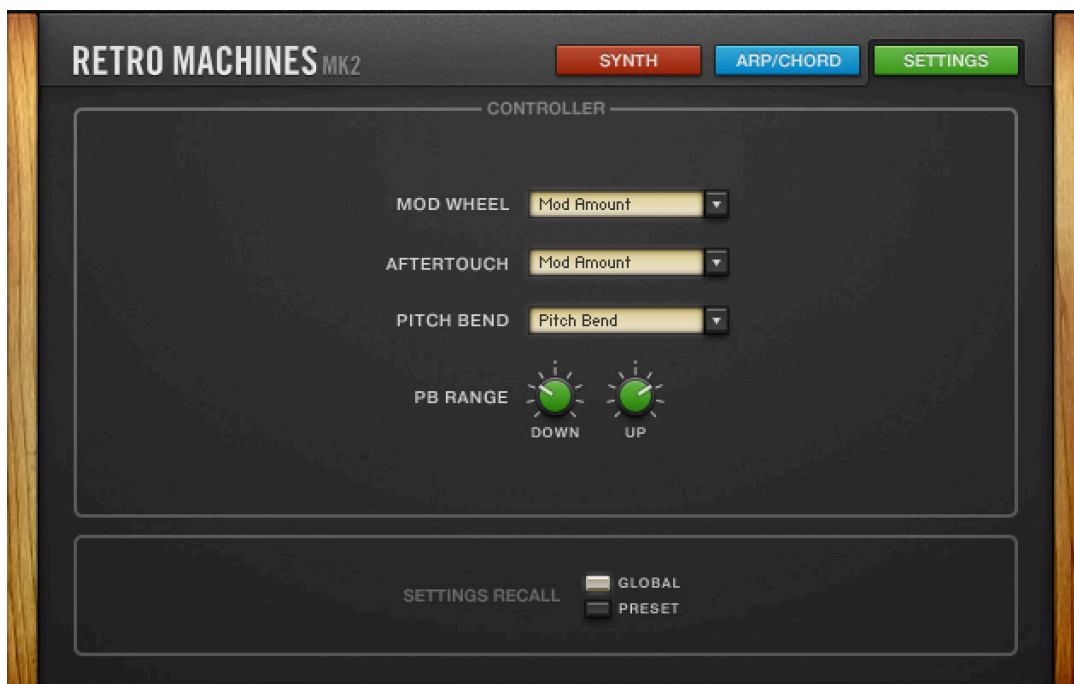 RETRO MACHINES MK2
SYNTH
ARP/CHORD
SETTINGS
CONTROLLER
MOD WHEEL Mod Amount
AFTERTOUCH Mod Amount
PITCH BEND Pitch Bend
PB RANGE
DOWN UP
SETTINGS RECALL
GLOBAL
PRESET